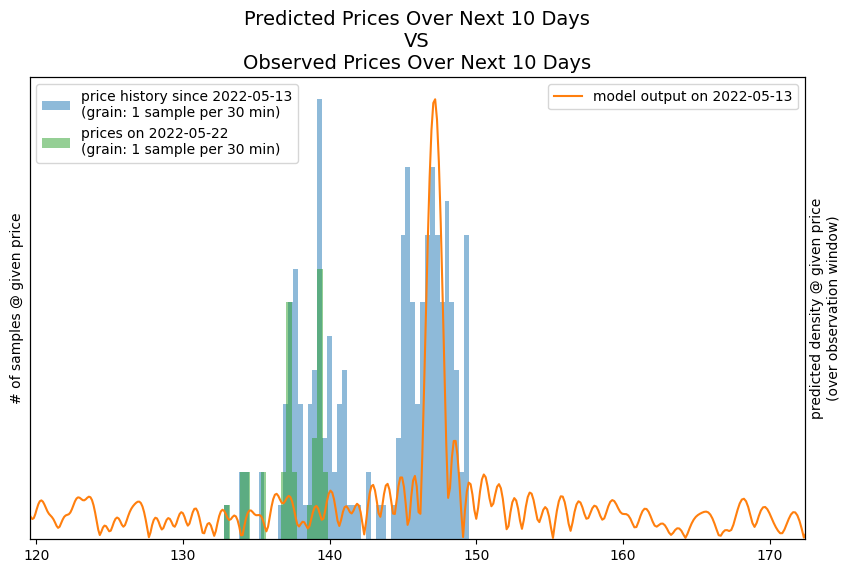 Predicted Prices Over Next 10 Days
VS
Observed Prices Over Next 10 Days
price history since 2022-05-13
(grain: 1 sample per 30 min)
prices on 2022-05-22
(grain: 1 sample per 30 min)
model output on 2022-05-13
# of samples @ given price
predicted density @ given price
(over observation window)
120 130 140 150 160 170